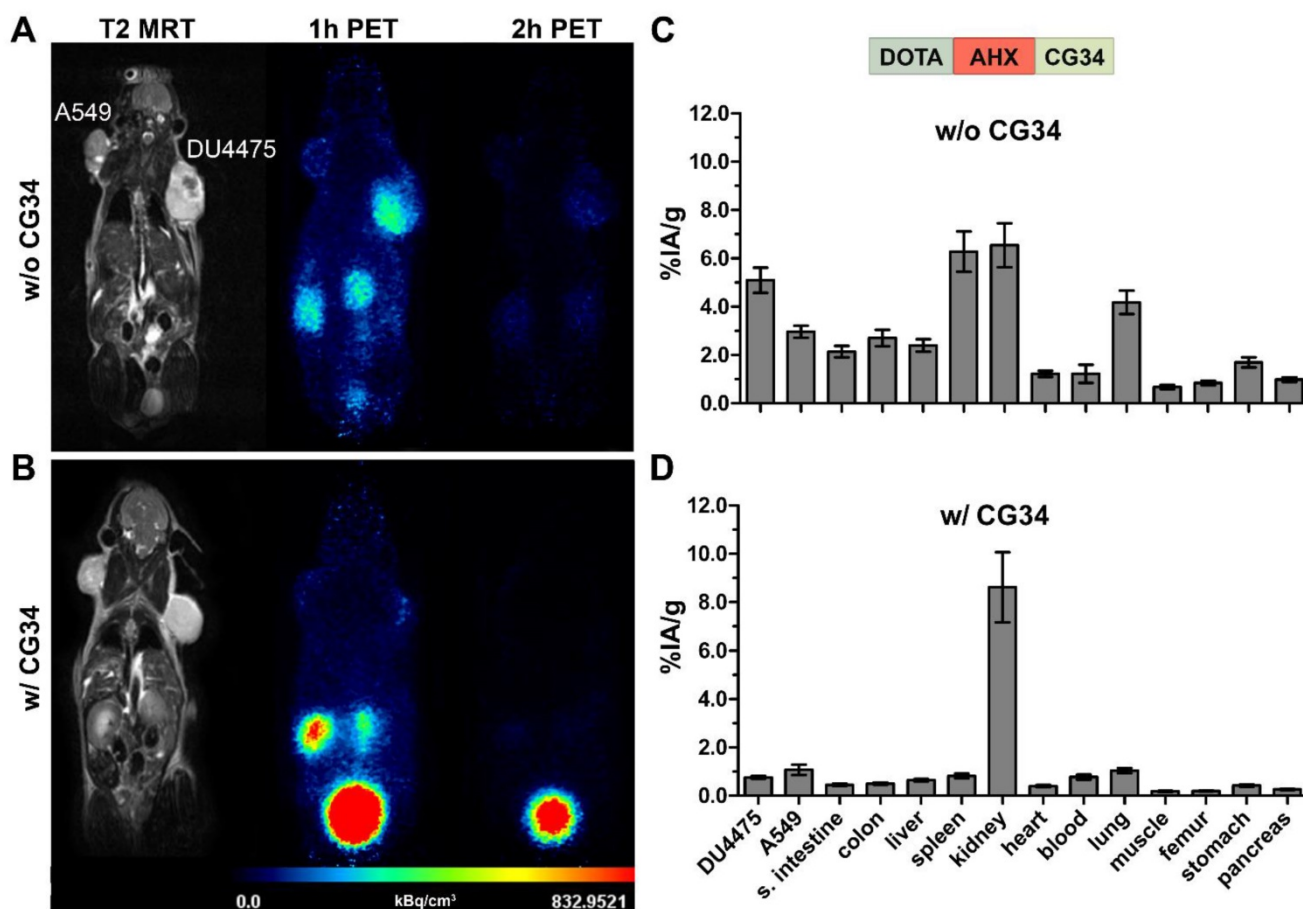 A
T2 MRT
1h PET
2h PET
w/o CG34
A549
DU4475
B
w/ CG34
0.0
kBq/cm³
832.9521
C
DOTA AHX CG34
w/o CG34
%IA/g
12.0
10.0
8.0
6.0
4.0
2.0
0.0
D
w/ CG34
%IA/g
12.0
10.0
8.0
6.0
4.0
2.0
0.0
DU4475
A549
s. intestine
colon
liver
spleen
kidney
heart
blood
lung
muscle
femur
stomach
pancreas